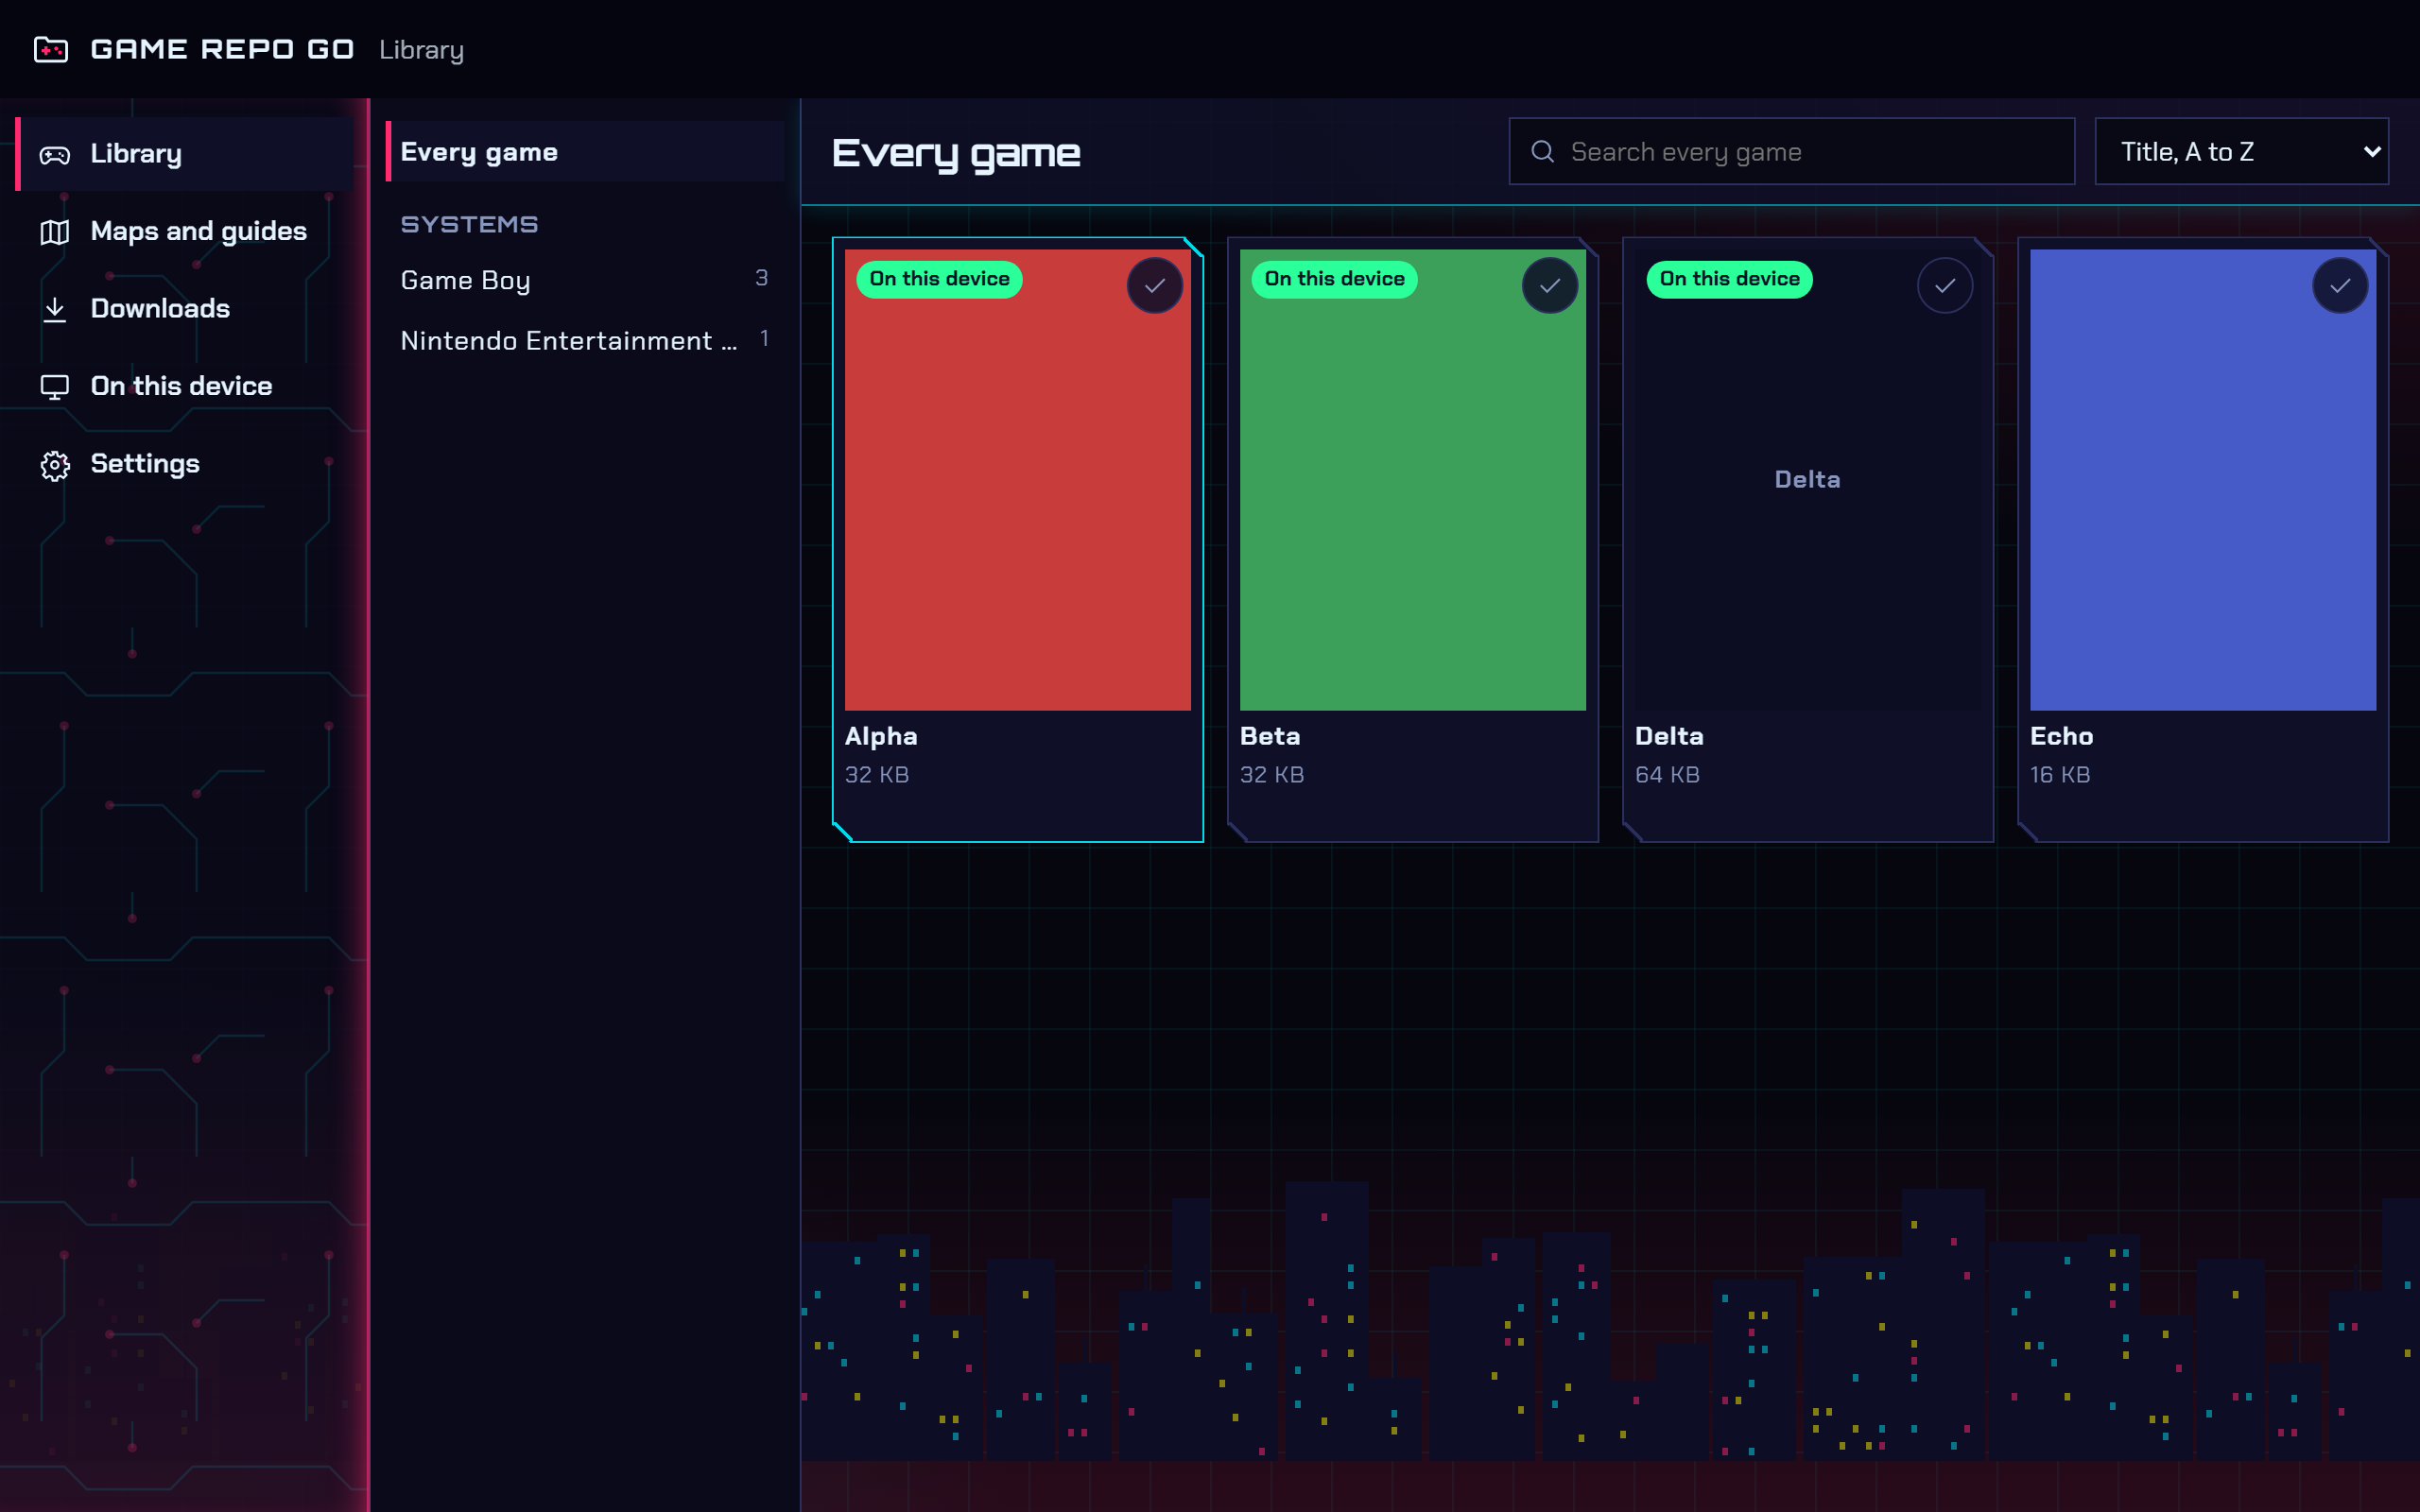 GAME REPO GO Library
Library
Maps and guides
Downloads
On this device
Settings
Every game
SYSTEMS
Game Boy 3
Nintendo Entertainment ... 1
Every game
Search every game
Title, A to Z
On this device
Alpha
32 KB
On this device
Beta
32 KB
On this device
Delta
Delta
64 KB
Echo
16 KB